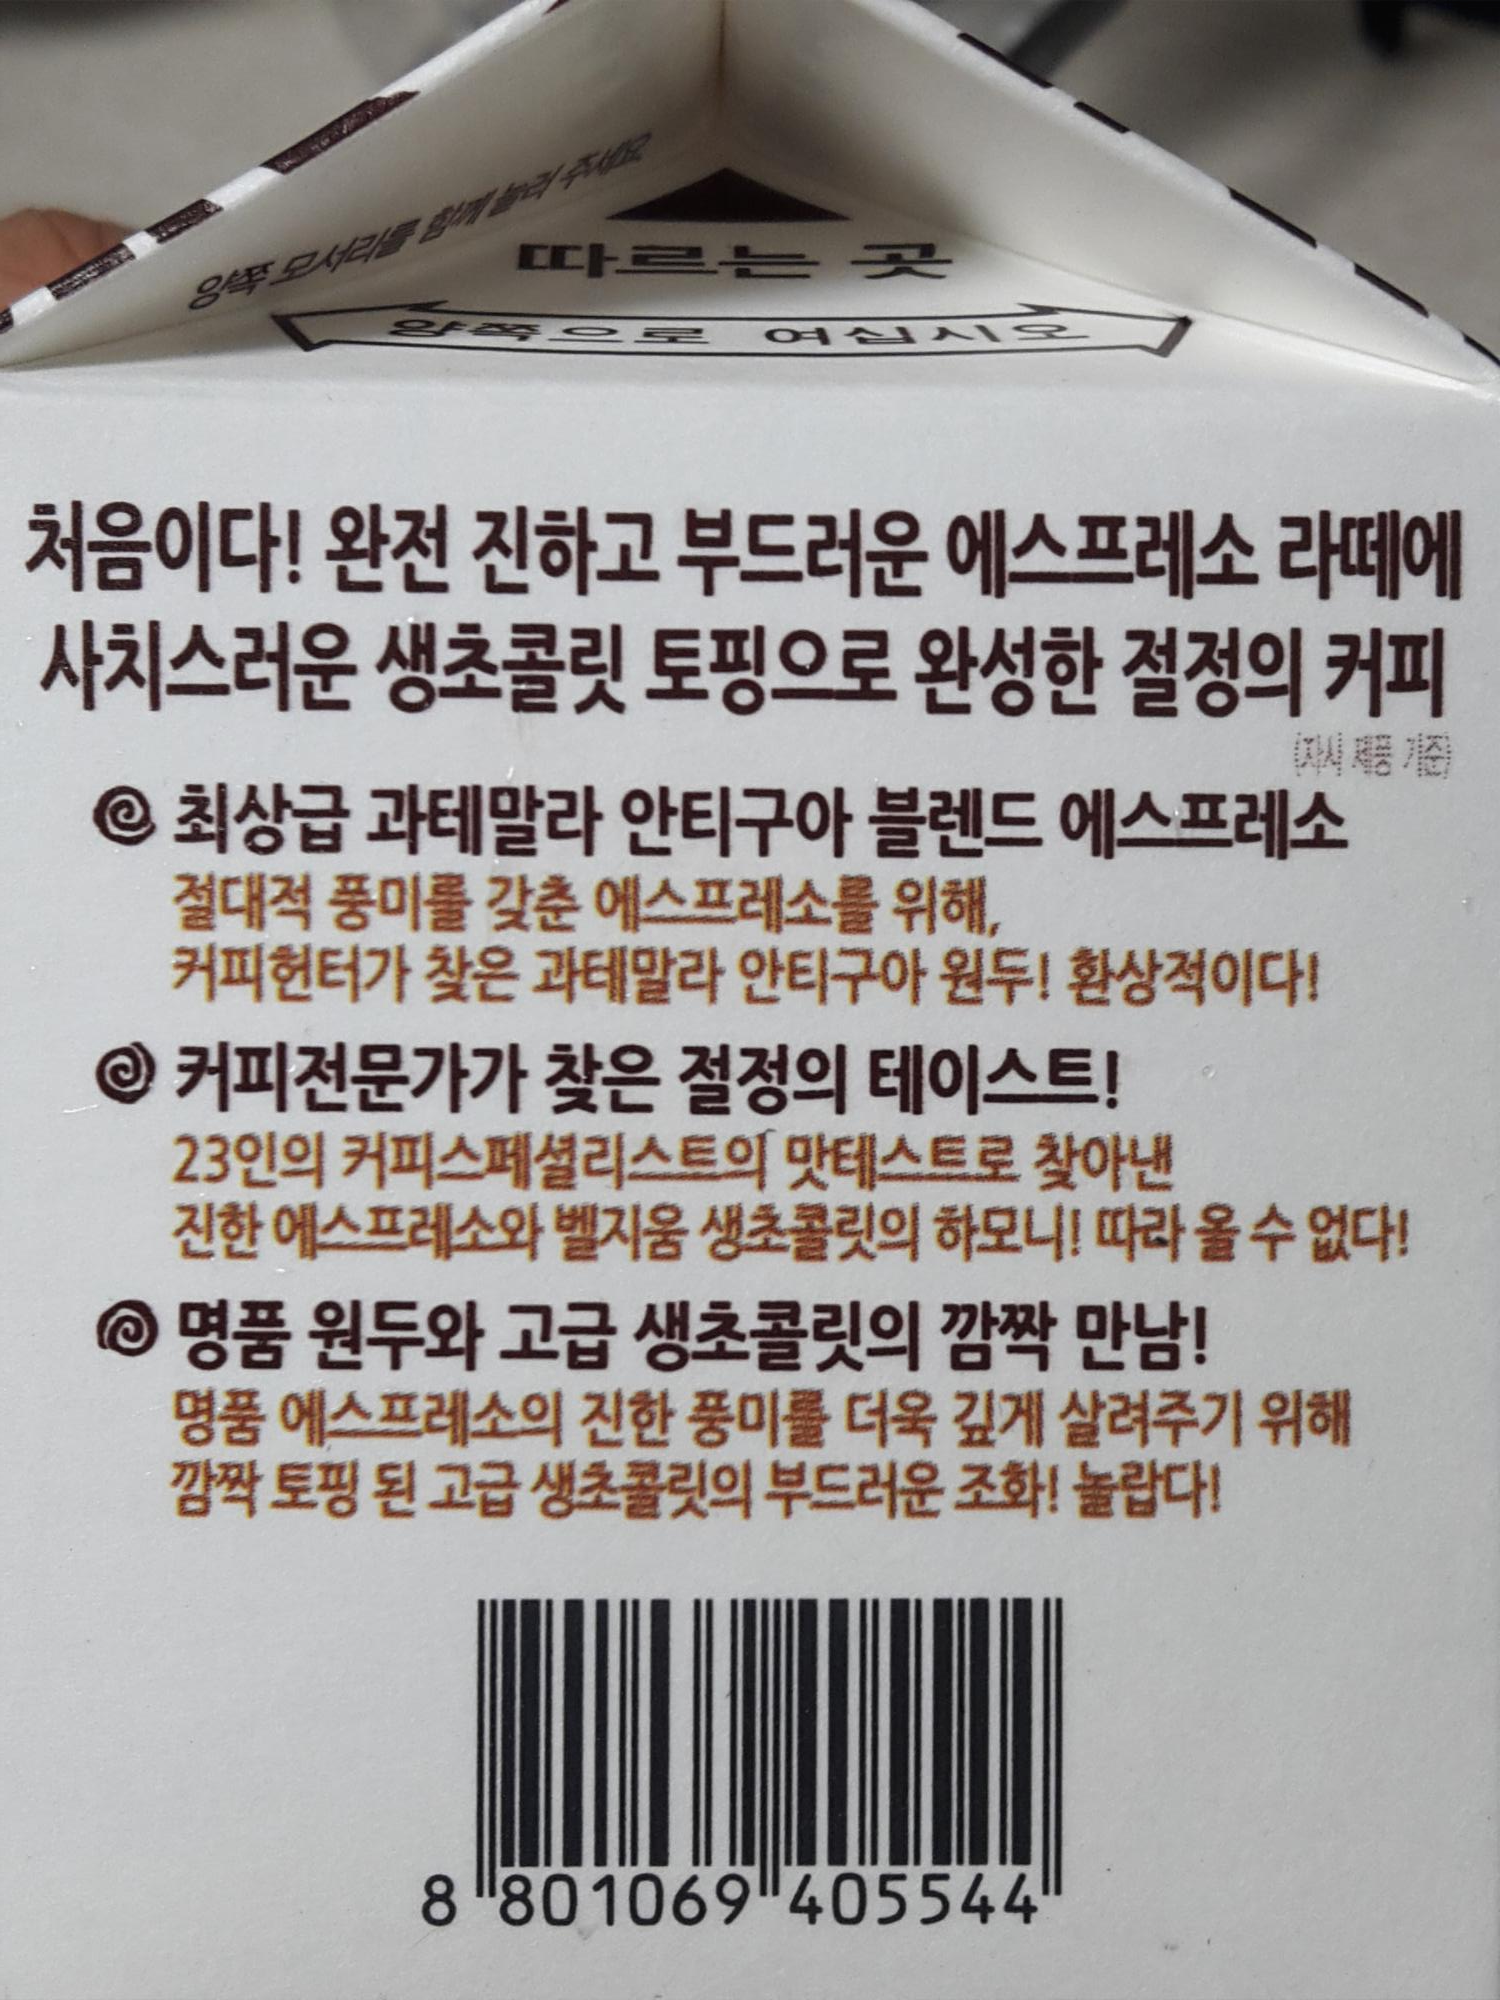 양쪽 모서리를 함께 눌러 주세요
따르는 곳
양쪽으로 여십시오
처음이다! 완전 진하고 부드러운 에스프레소 라떼에
사치스러운 생초콜릿 토핑으로 완성한 절정의 커피
(자사 제품 기준)
최상급 과테말라 안티구아 블렌드 에스프레소
절대적 풍미를 갖춘 에스프레소를 위해,
커피헌터가 찾은 과테말라 안티구아 원두! 환상적이다!
커피전문가가 찾은 절정의 테이스트!
23인의 커피스페셜리스트의 맛테스트로 찾아낸
진한 에스프레소와 벨지움 생초콜릿의 하모니! 따라 올 수 없다!
명품 원두와 고급 생초콜릿의 깜짝 만남!
명품 에스프레소의 진한 풍미를 더욱 깊게 살려주기 위해
깜짝 토핑 된 고급 생초콜릿의 부드러운 조화! 놀랍다!
8 801069 405544